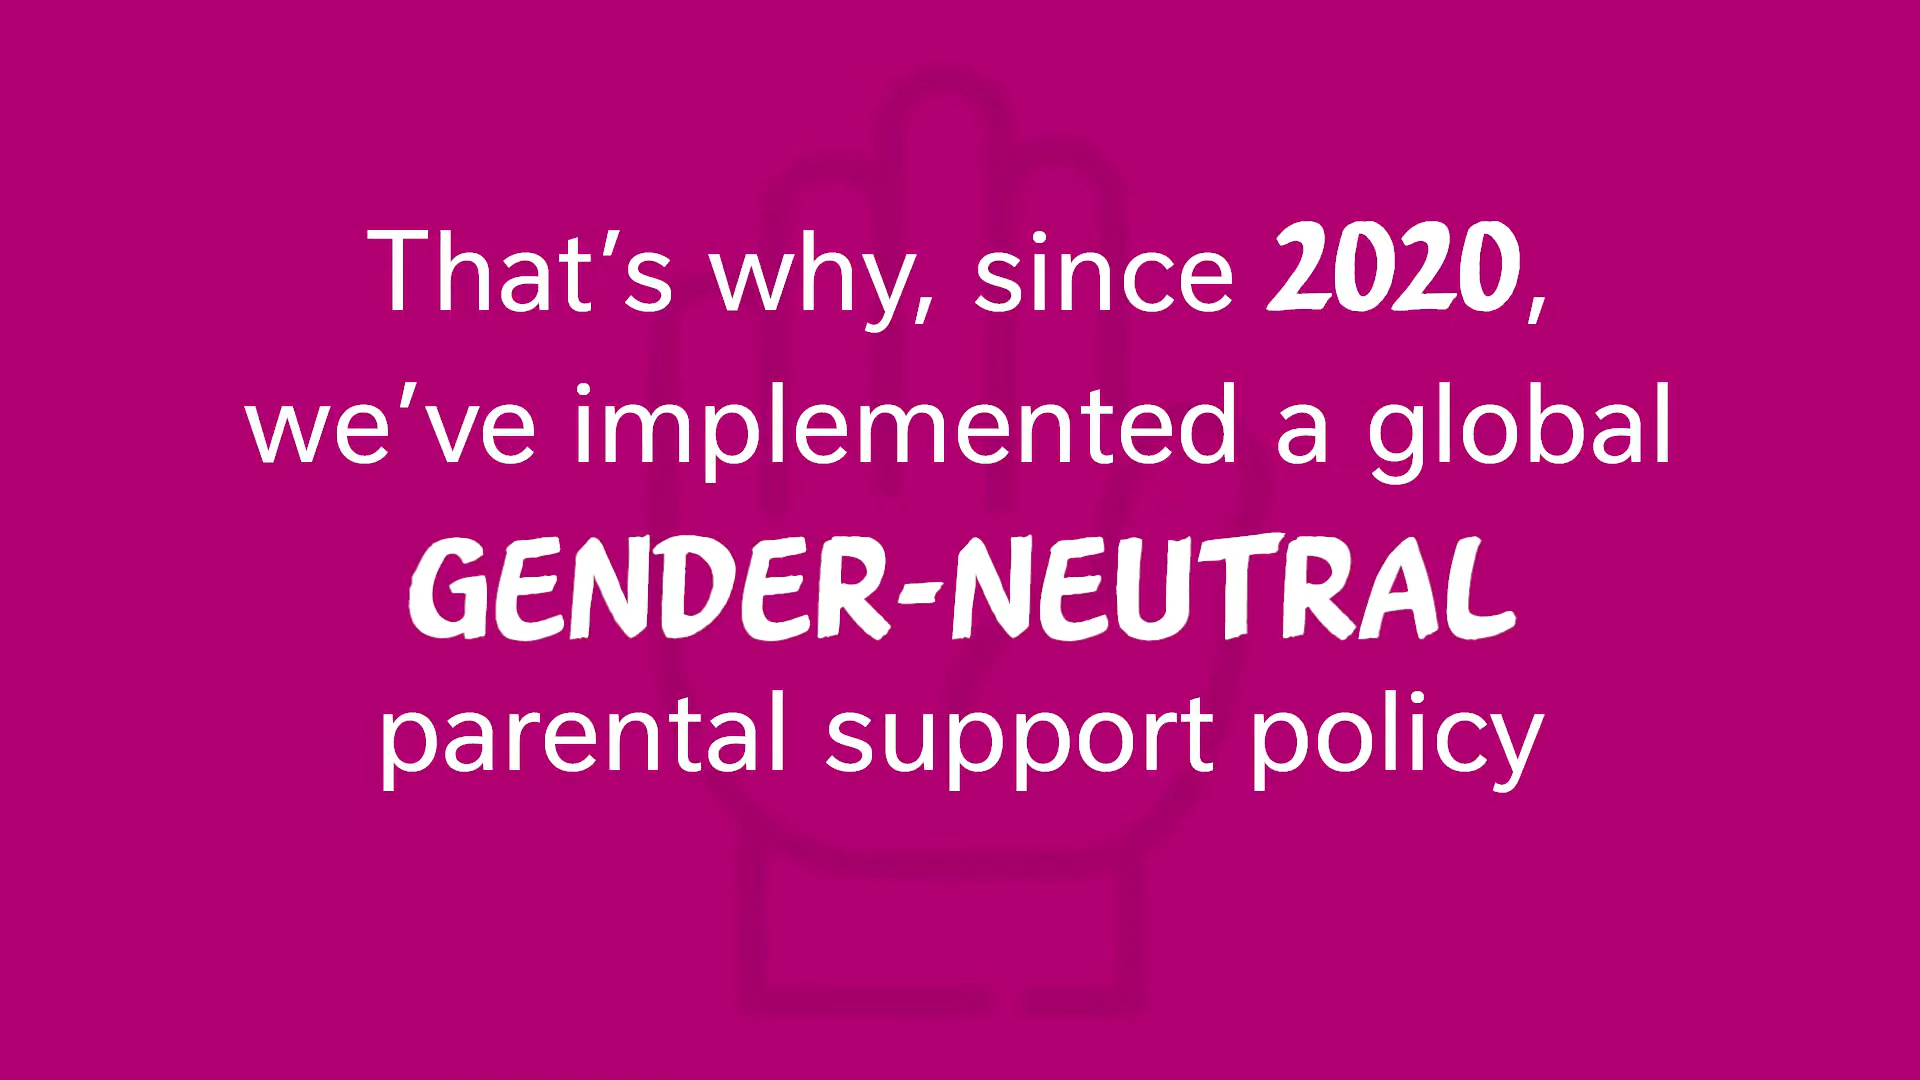 That’s why, since 2020,
we’ve implemented a global
GENDER-NEUTRAL
parental support policy